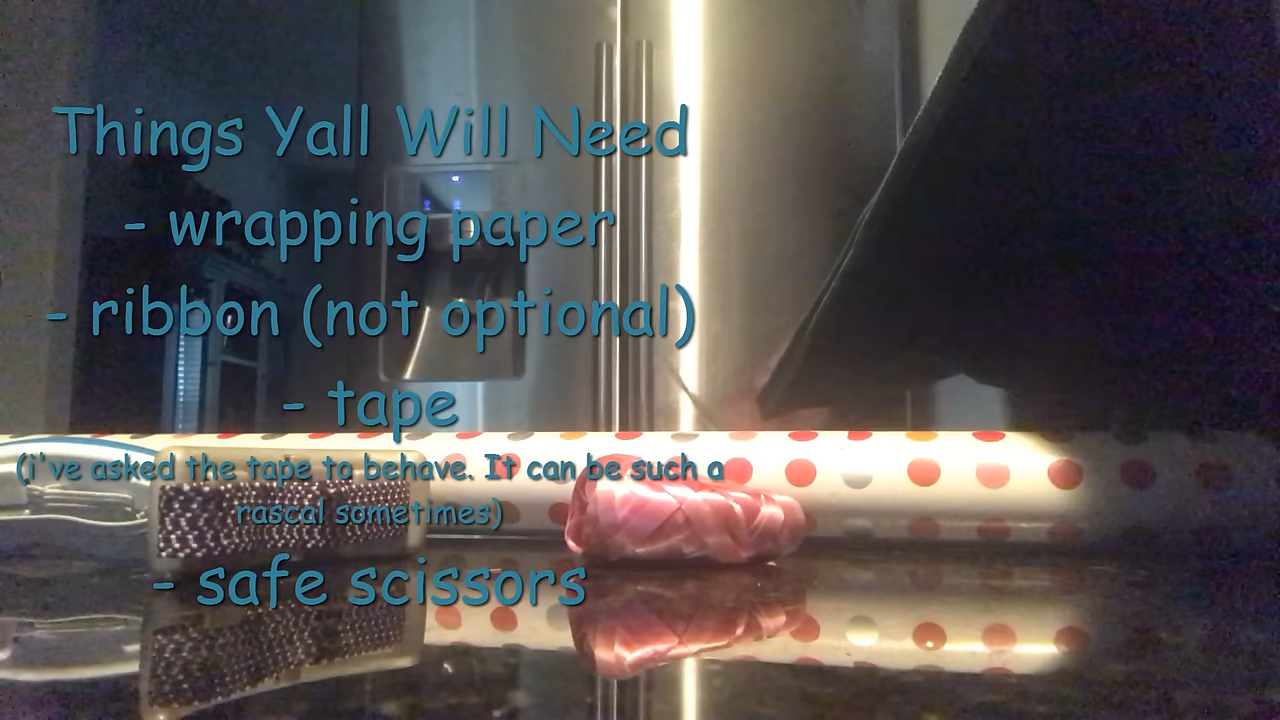 Things Yall Will Need
- wrapping paper
- ribbon (not optional)
- tape
(i've asked the tape to behave. It can be such a
rascal sometimes)
- safe scissors